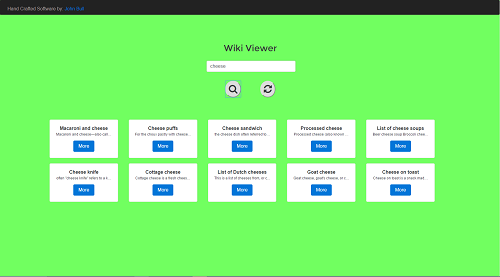 Hand Crafted Software by: John Bull
Wiki Viewer
Cheese
Macaroni and cheese
Macaroni and cheese—also call...
More
Cheese puffs
For the choux pastry with cheese...
More
Cheese sandwich
the cheese dish often referred to...
More
Processed cheese
Processed cheese (also known ...
More
List of cheese soups
Beer cheese soup Broccoli chee...
More
Cheese knife
often "cheese knife" refers to a k...
More
Cottage cheese
Cottage cheese is a fresh chees...
More
List of Dutch cheeses
This is a list of cheeses from, or c...
More
Goat cheese
Goat cheese, goat's cheese, or c...
More
Cheese on toast
Cheese on toast is a snack mad...
More